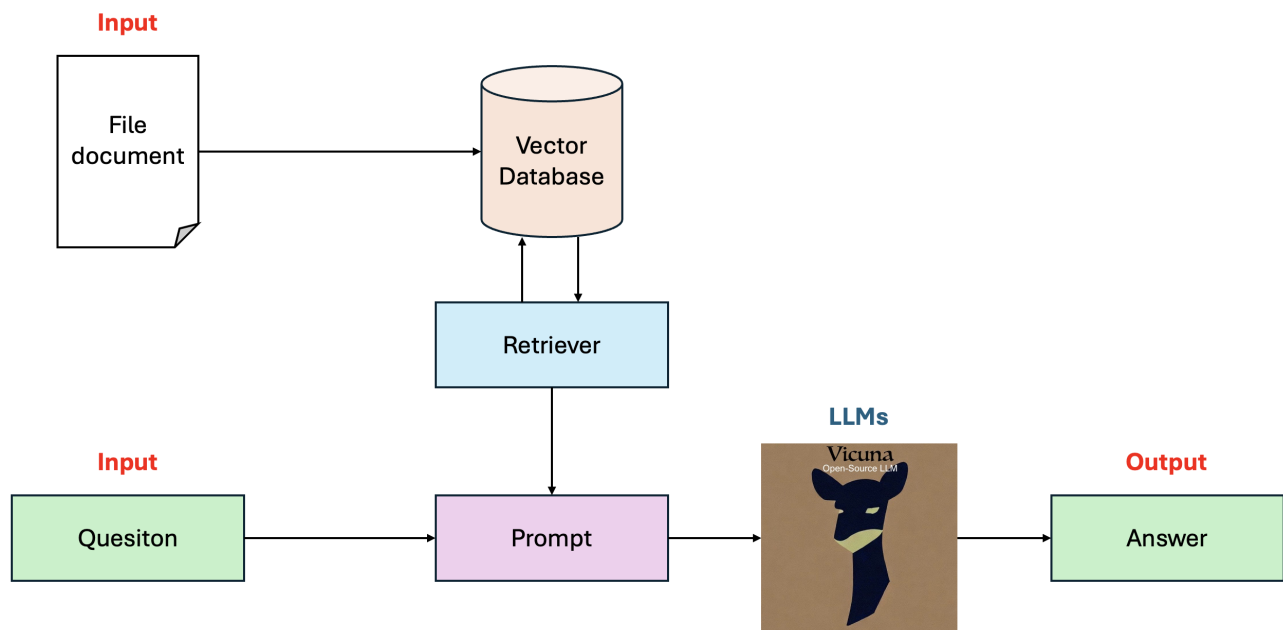 Input
File
document
Vector
Database
Retriever
LLMs
Vicuna
Open-Source LLM
Input
Output
Quesiton
Prompt
Answer